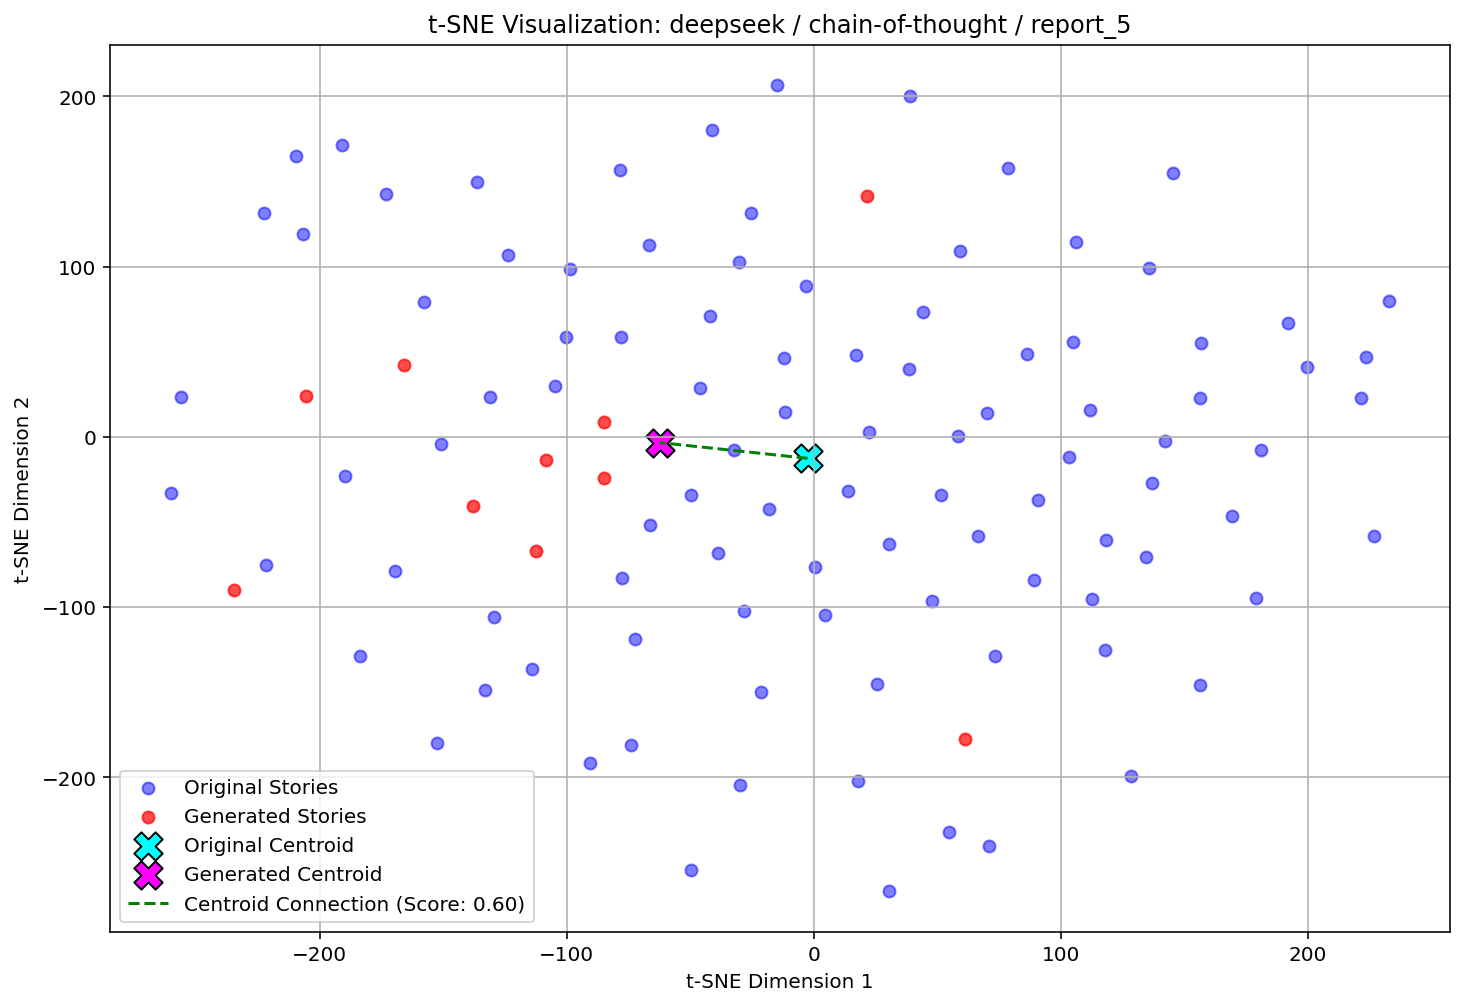 t-SNE Visualization: deepseek / chain-of-thought / report_5
200
100
0
−100
−200
t-SNE Dimension 2
Original Stories
Generated Stories
Original Centroid
Generated Centroid
Centroid Connection (Score: 0.60)
−200
−100
0
100
200
t-SNE Dimension 1